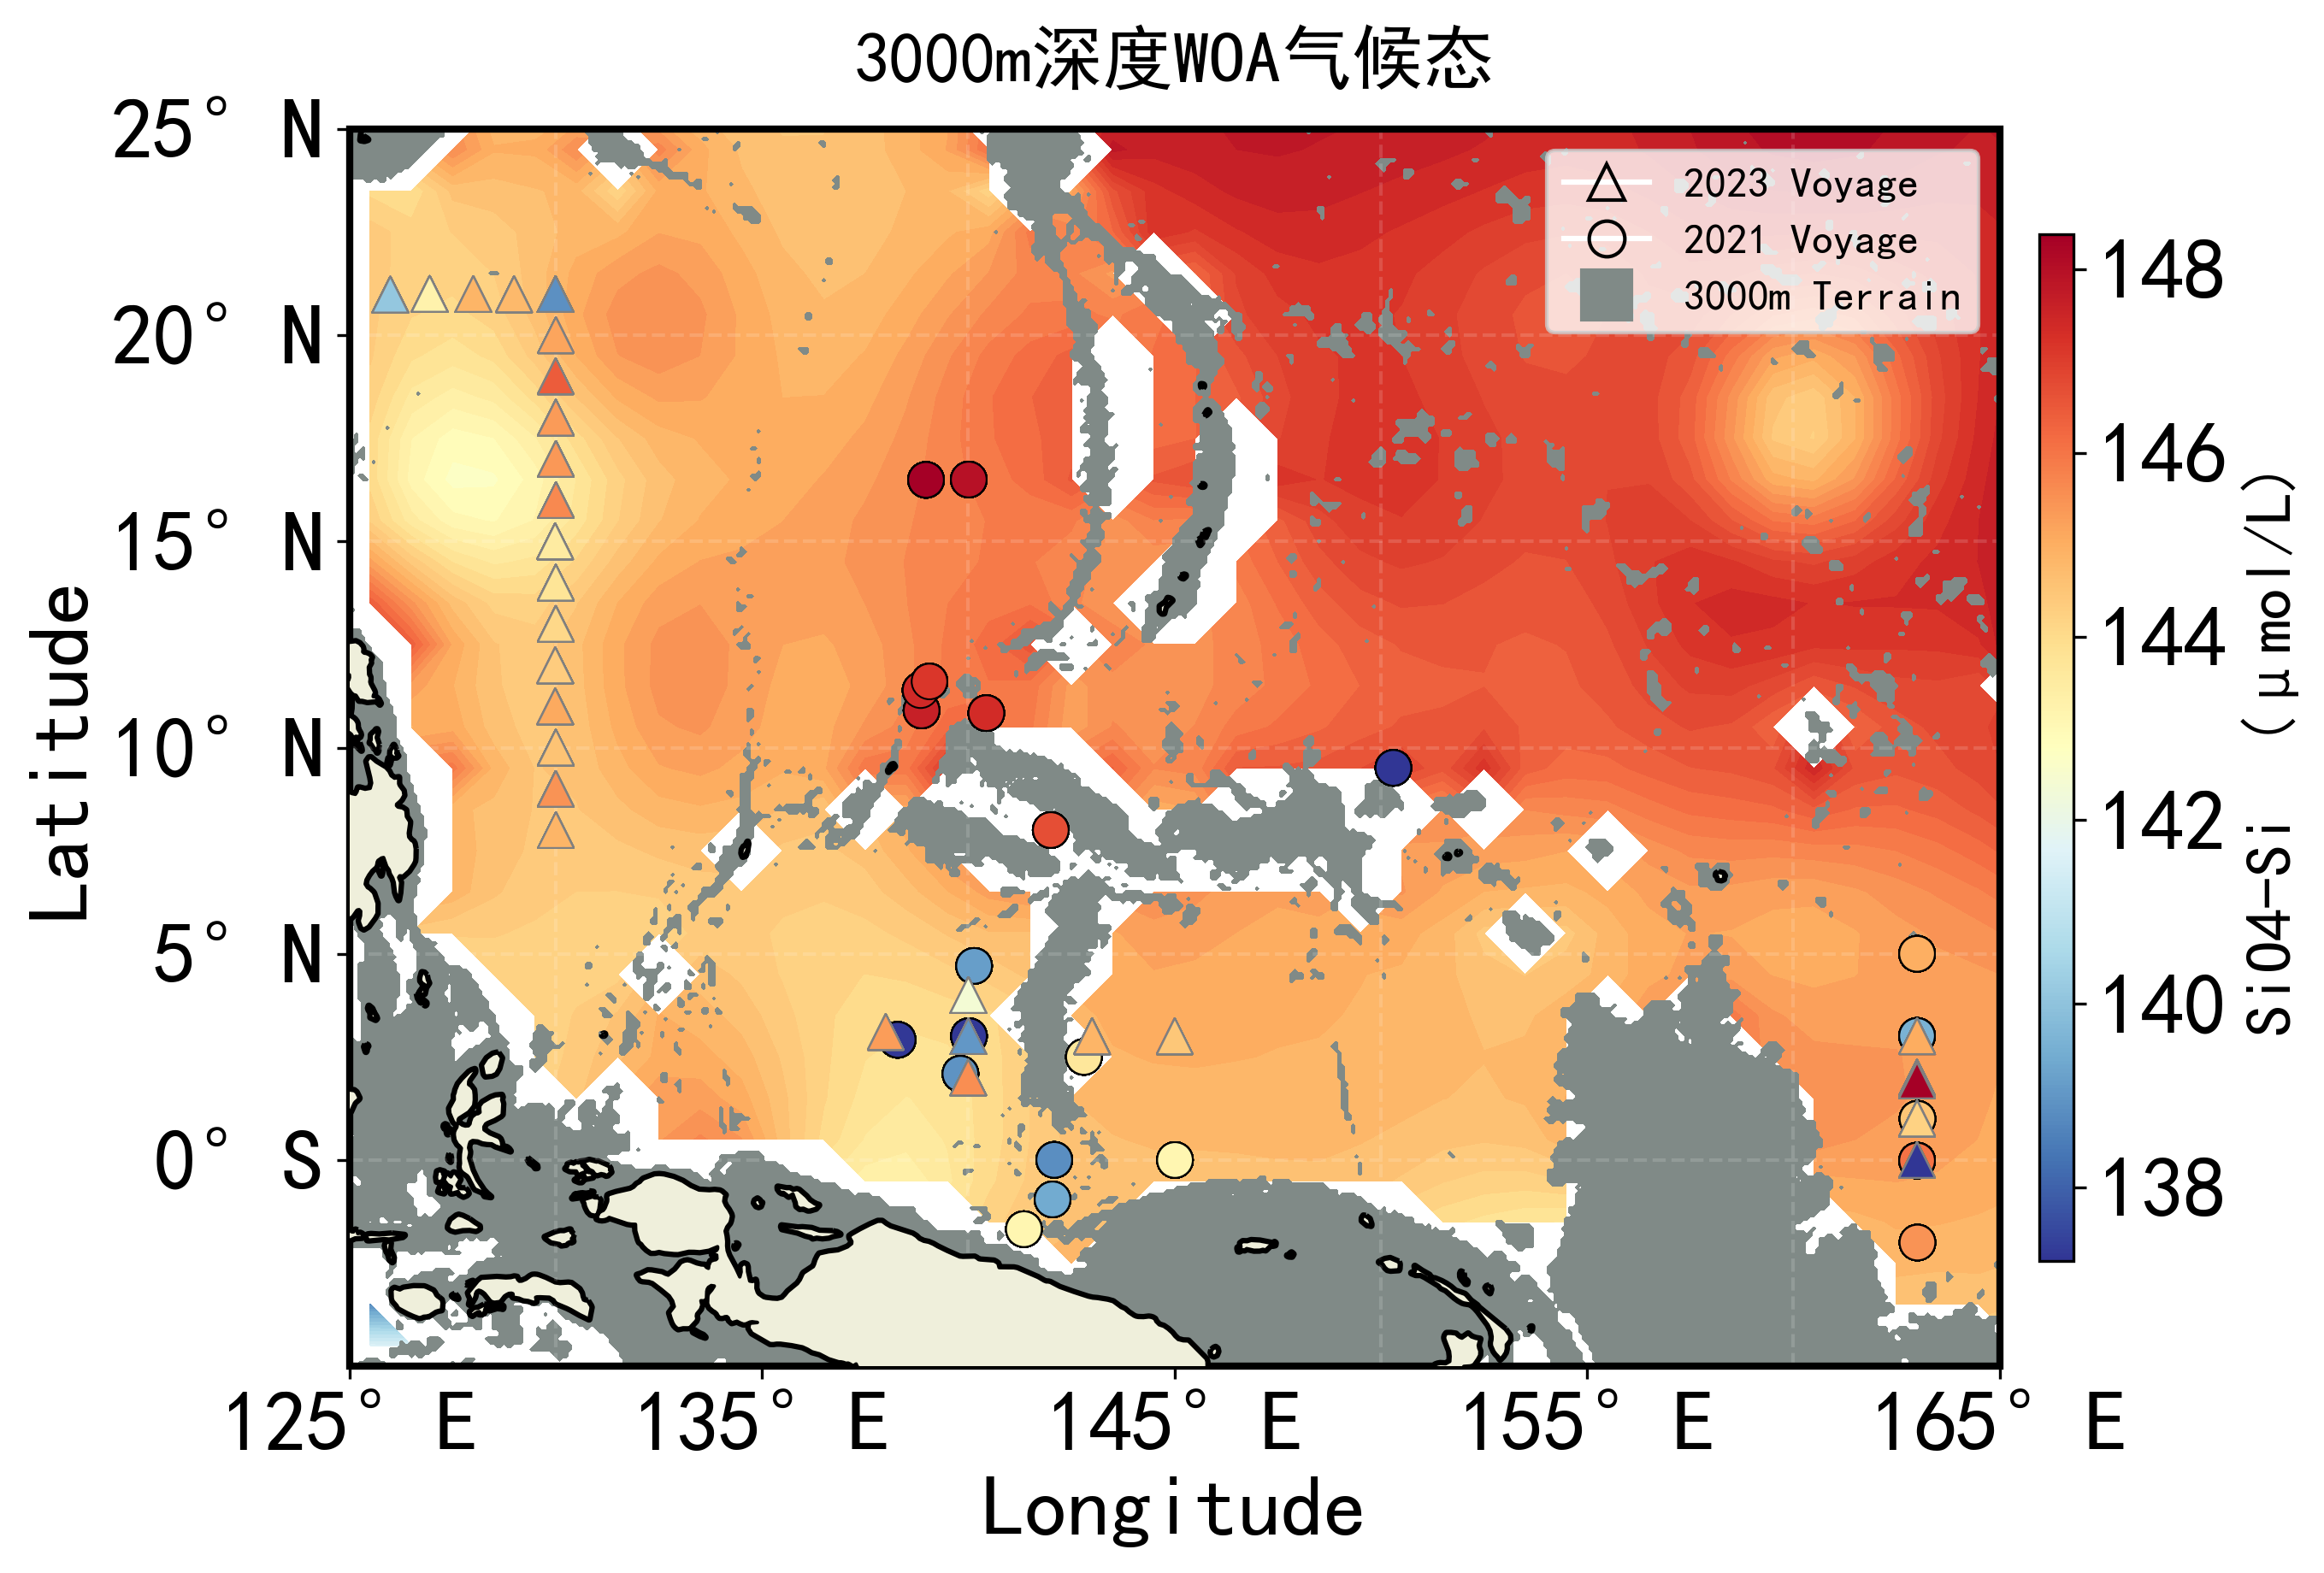 3000m深度WOA气候态
25° N
20° N
15° N
10° N
5° N
0° S
Latitude
2023 Voyage
2021 Voyage
3000m Terrain
148
146
144
142
140
138
SiO4-Si (μmol/L)
125° E
135° E
145° E
155° E
165° E
Longitude